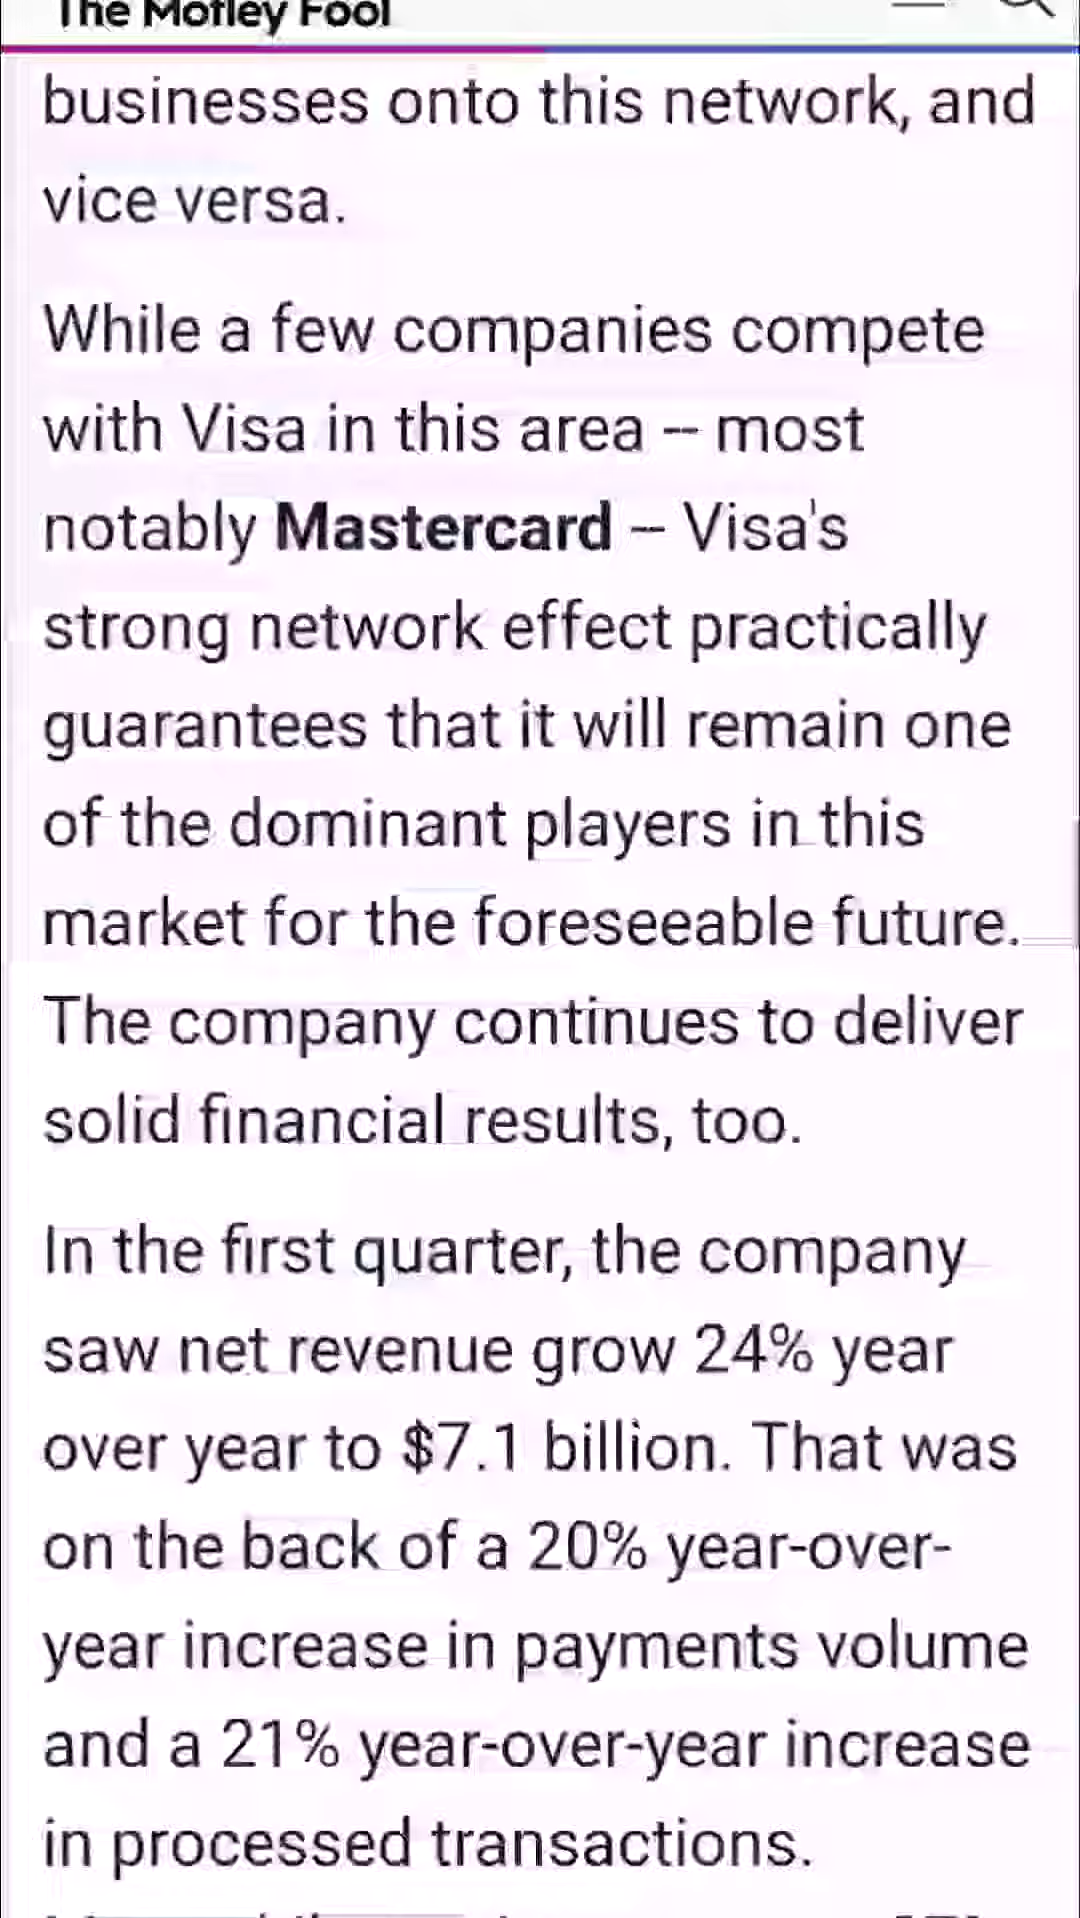 The Motley Fool
businesses onto this network, and
vice versa.
While a few companies compete
with Visa in this area -- most
notably Mastercard -- Visa's
strong network effect practically
guarantees that it will remain one
of the dominant players in this
market for the foreseeable future.
The company continues to deliver
solid financial results, too.
In the first quarter, the company
saw net revenue grow 24% year
over year to $7.1 billion. That was
on the back of a 20% year-over-
year increase in payments volume
and a 21% year-over-year increase
in processed transactions.